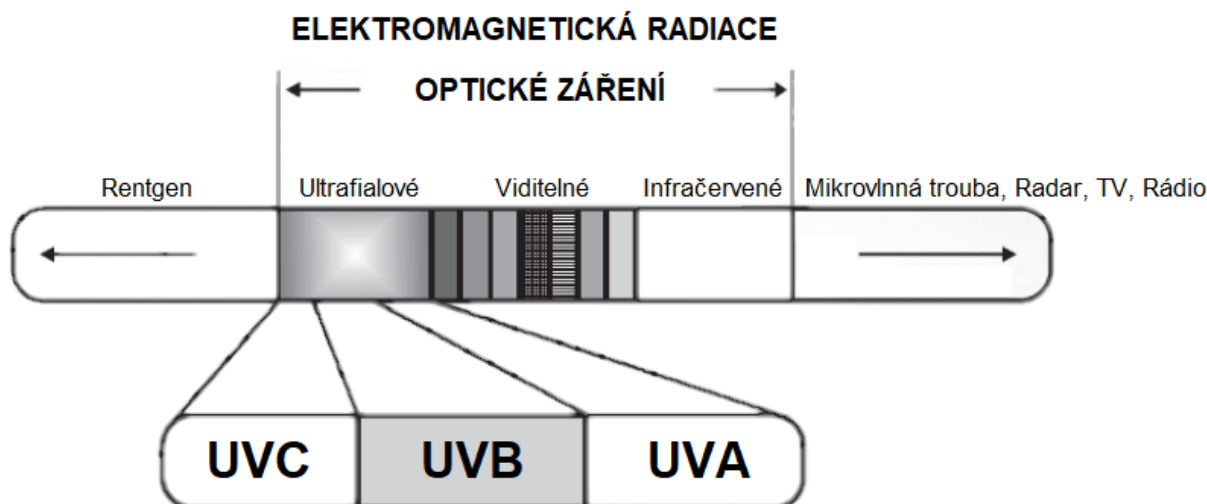 ELEKTROMAGNETICKÁ RADIACE
OPTICKÉ ZÁŘENÍ
Rentgen
Ultrafialové
Viditelné
Infračervené
Mikrovlnná trouba, Radar, TV, Rádio
UVC
UVB
UVA